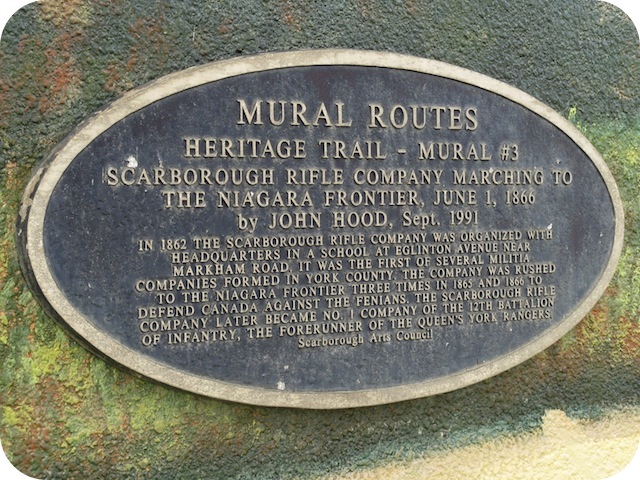 MURAL ROUTES
HERITAGE TRAIL - MURAL #3
SCARBOROUGH RIFLE COMPANY MARCHING TO
THE NIAGARA FRONTIER, JUNE 1, 1866
by JOHN HOOD, Sept. 1991
IN 1862 THE SCARBOROUGH RIFLE COMPANY WAS ORGANIZED WITH
HEADQUARTERS IN A SCHOOL AT EGLINTON AVENUE NEAR
MARKHAM ROAD. IT WAS THE FIRST OF SEVERAL MILITIA
COMPANIES FORMED IN YORK COUNTY. THE COMPANY WAS RUSHED
TO THE NIAGARA FRONTIER THREE TIMES IN 1865 AND 1866 TO
DEFEND CANADA AGAINST THE FENIANS. THE SCARBOROUGH RIFLE
COMPANY LATER BECAME NO. 1 COMPANY OF THE 12TH BATTALION
OF INFANTRY, THE FORERUNNER OF THE QUEEN'S YORK RANGERS
Scarborough Arts Council